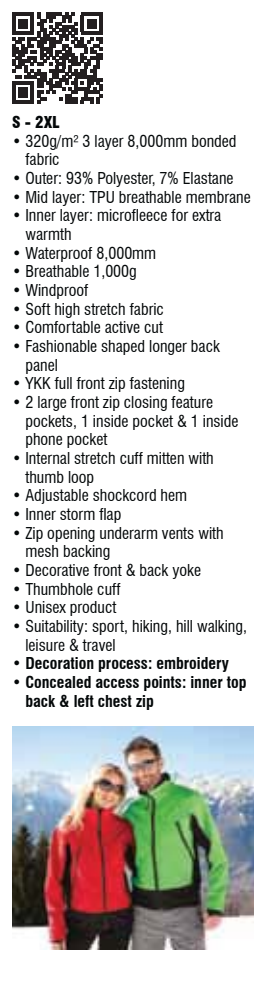 S - 2XL
• 320g/m² 3 layer 8,000mm bonded
fabric
• Outer: 93% Polyester, 7% Elastane
• Mid layer: TPU breathable membrane
• Inner layer: microfleece for extra
warmth
• Waterproof 8,000mm
• Breathable 1,000g
• Windproof
• Soft high stretch fabric
• Comfortable active cut
• Fashionable shaped longer back
panel
• YKK full front zip fastening
• 2 large front zip closing feature
pockets, 1 inside pocket & 1 inside
phone pocket
• Internal stretch cuff mitten with
thumb loop
• Adjustable shockcord hem
• Inner storm flap
• Zip opening underarm vents with
mesh backing
• Decorative front & back yoke
• Thumbhole cuff
• Unisex product
• Suitability: sport, hiking, hill walking,
leisure & travel
• Decoration process: embroidery
• Concealed access points: inner top
back & left chest zip